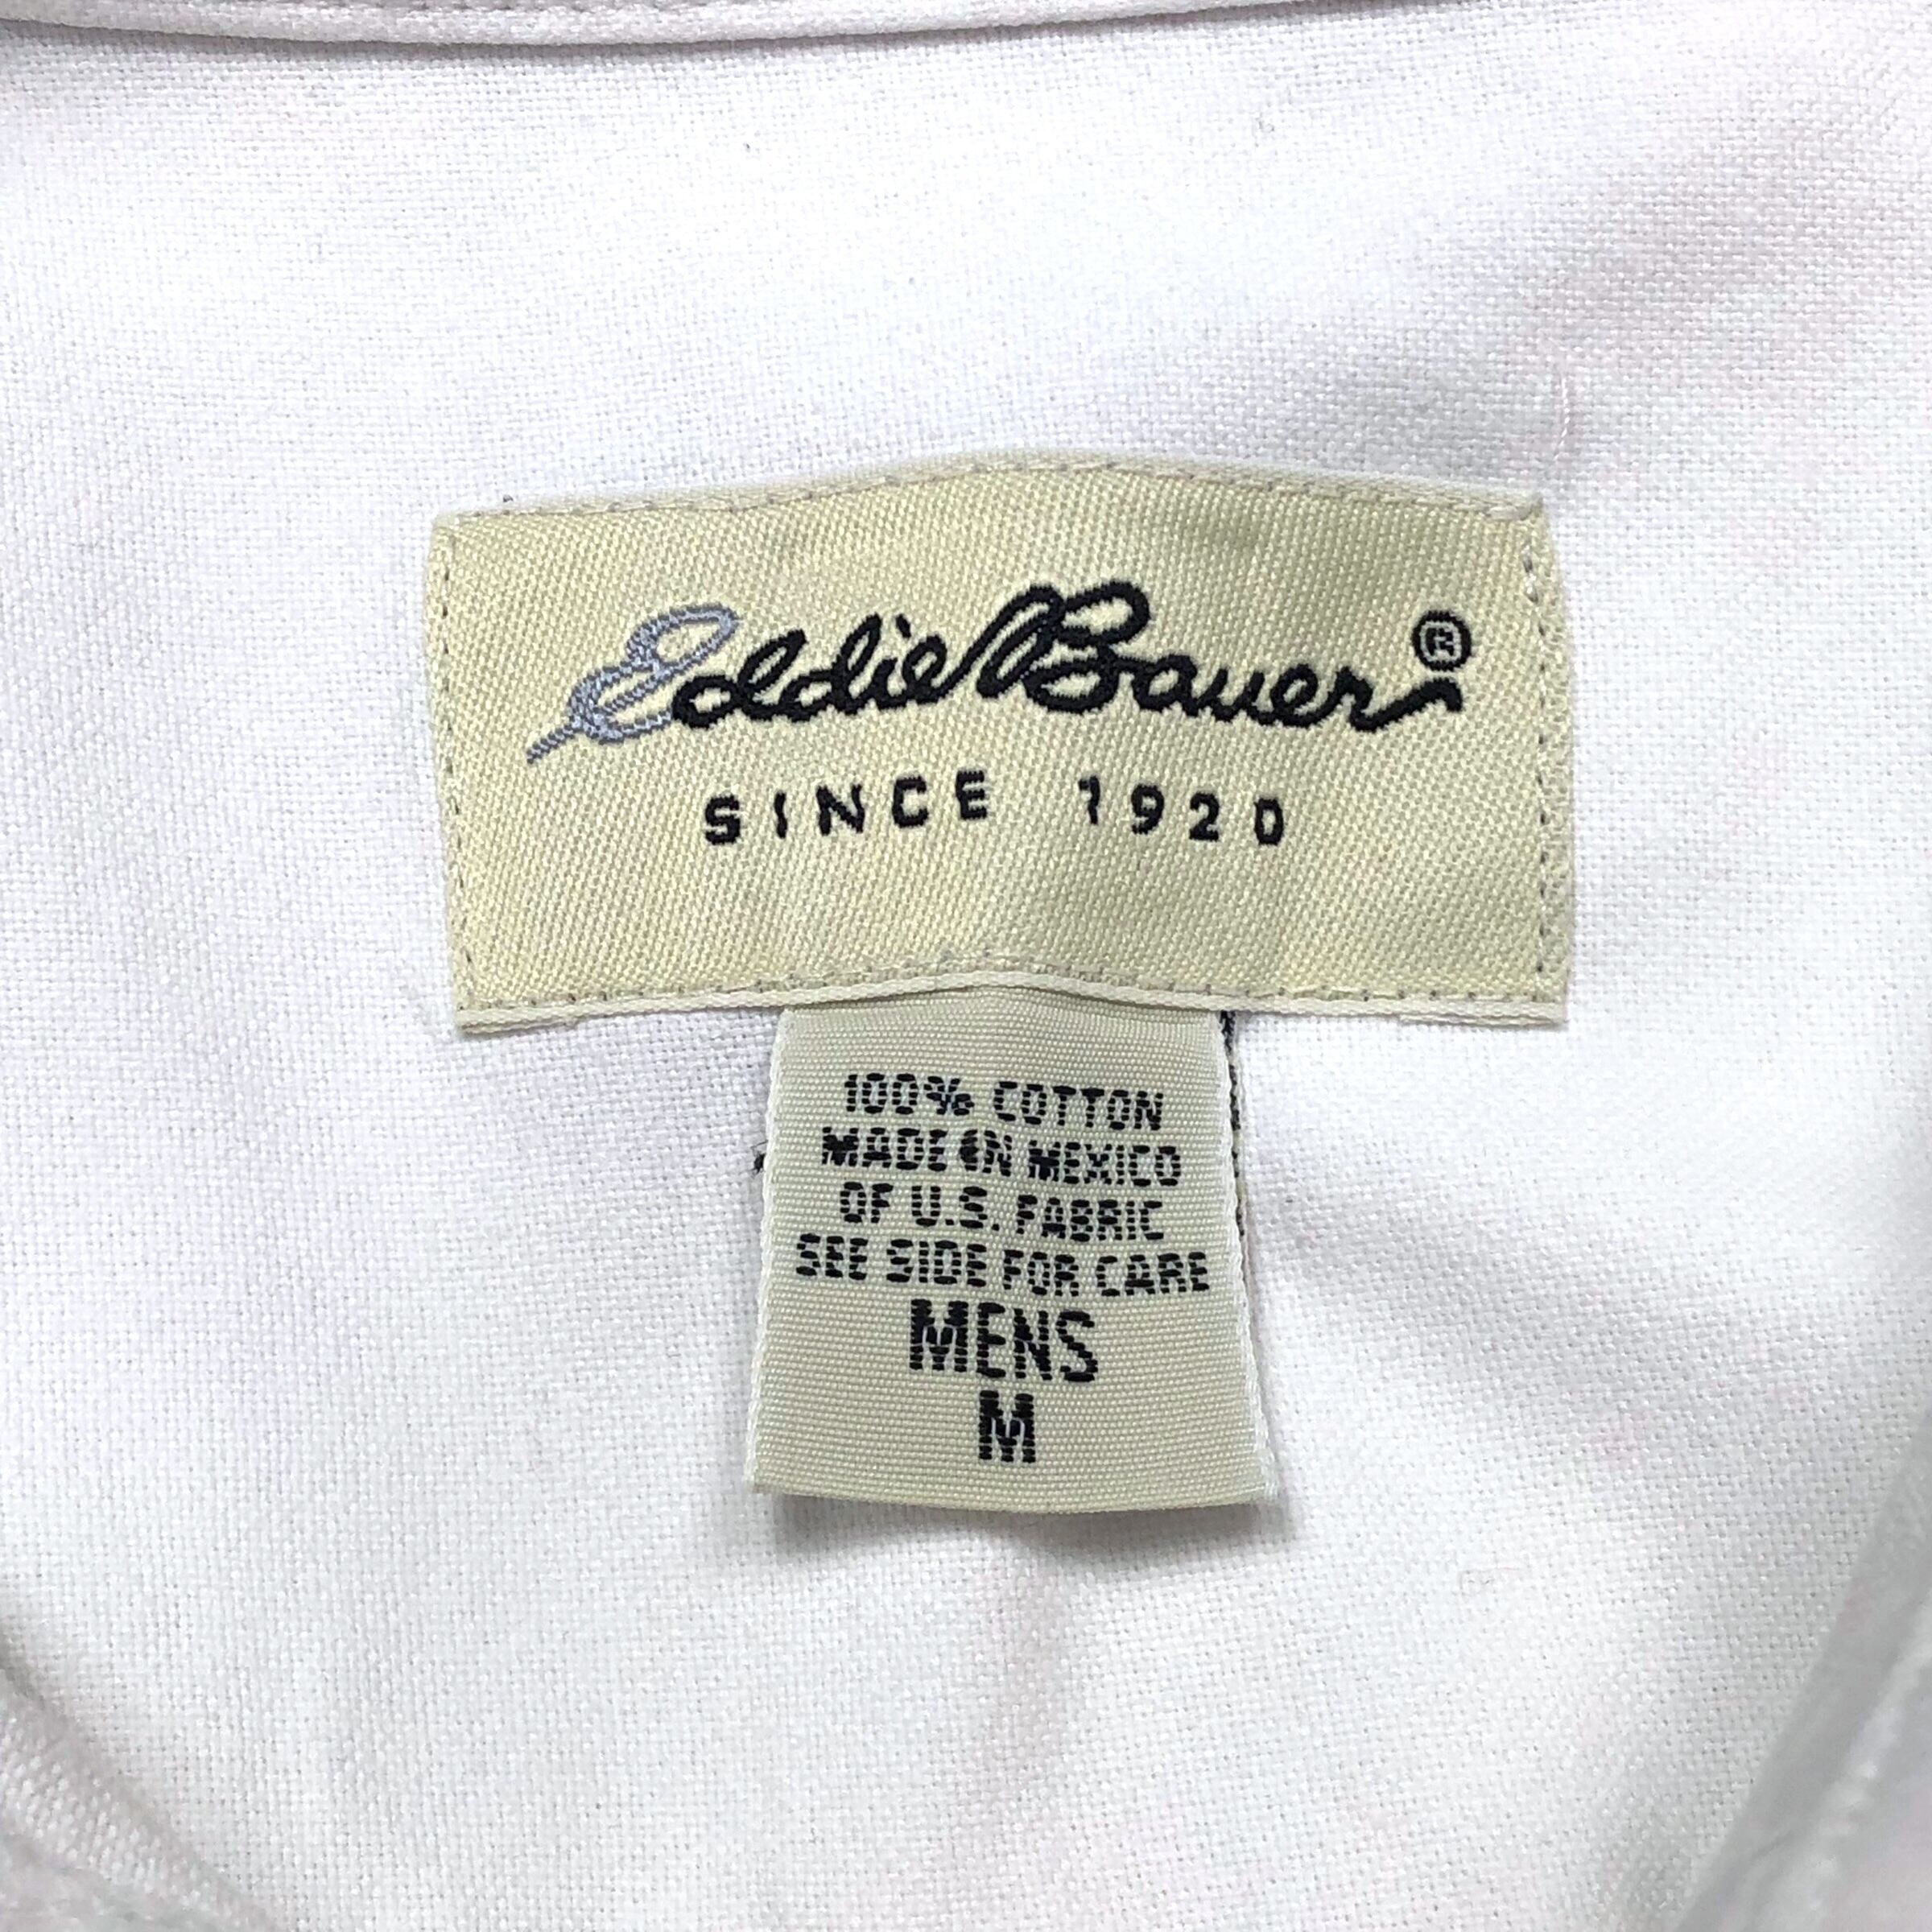 Eddie Bauer®
SINCE 1920
100% COTTON
MADE IN MEXICO
OF U.S. FABRIC
SEE SIDE FOR CARE
MENS
M